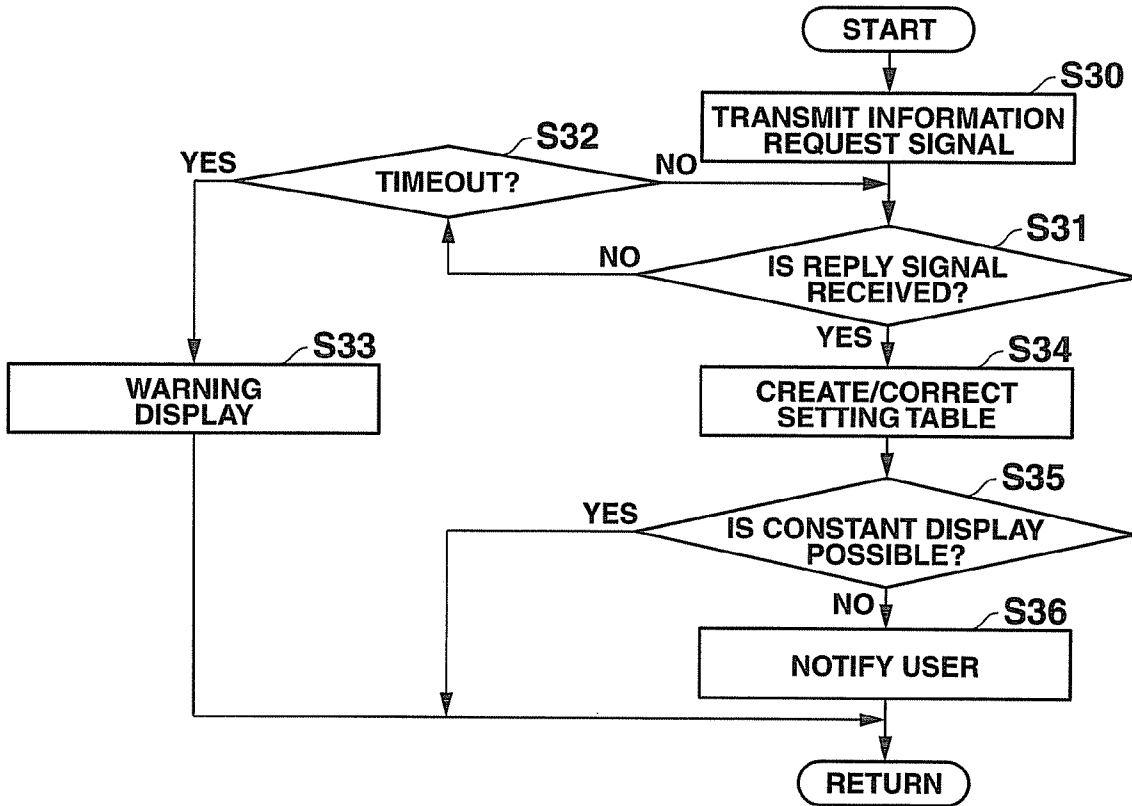 START
S30
TRANSMIT INFORMATION
REQUEST SIGNAL
S32
YES
TIMEOUT?
NO
S31
NO
IS REPLY SIGNAL
RECEIVED?
YES
S33
WARNING
DISPLAY
S34
CREATE/CORRECT
SETTING TABLE
S35
YES
IS CONSTANT DISPLAY
POSSIBLE?
NO
S36
NOTIFY USER
RETURN